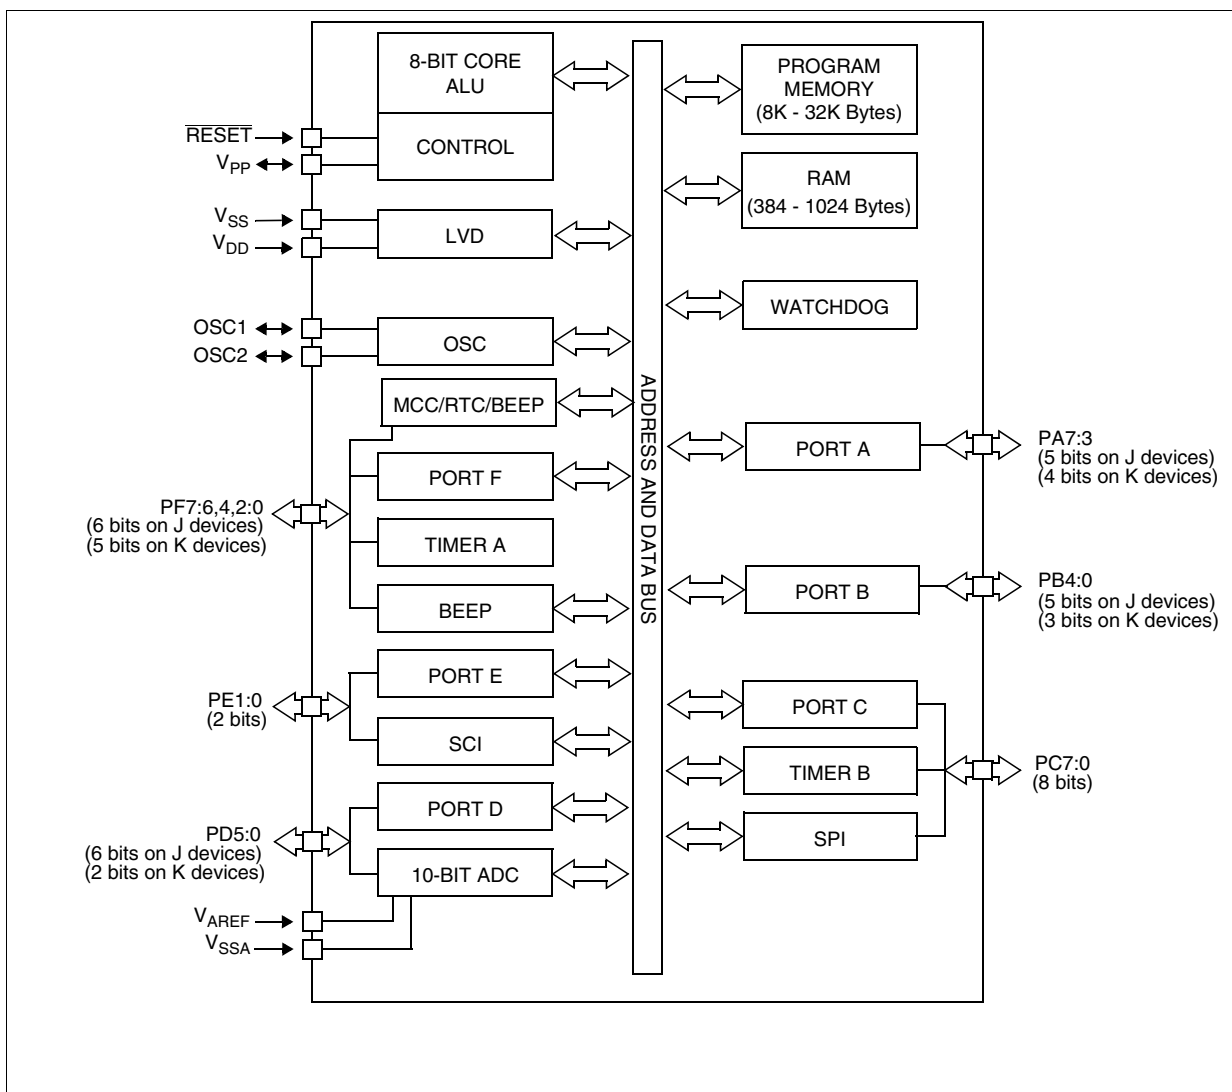 8-BIT CORE
ALU
CONTROL
RESET
VPP
VSS
VDD
LVD
OSC1
OSC2
OSC
MCC/RTC/BEEP
PORT F
PF7:6,4,2:0
(6 bits on J devices)
(5 bits on K devices)
TIMER A
BEEP
PORT E
PE1:0
(2 bits)
SCI
PORT D
PD5:0
(6 bits on J devices)
(2 bits on K devices)
10-BIT ADC
VAREF
VSSA
ADDRESS AND DATA BUS
PROGRAM
MEMORY
(8K - 32K Bytes)
RAM
(384 - 1024 Bytes)
WATCHDOG
PORT A
PA7:3
(5 bits on J devices)
(4 bits on K devices)
PORT B
PB4:0
(5 bits on J devices)
(3 bits on K devices)
PORT C
TIMER B
PC7:0
(8 bits)
SPI